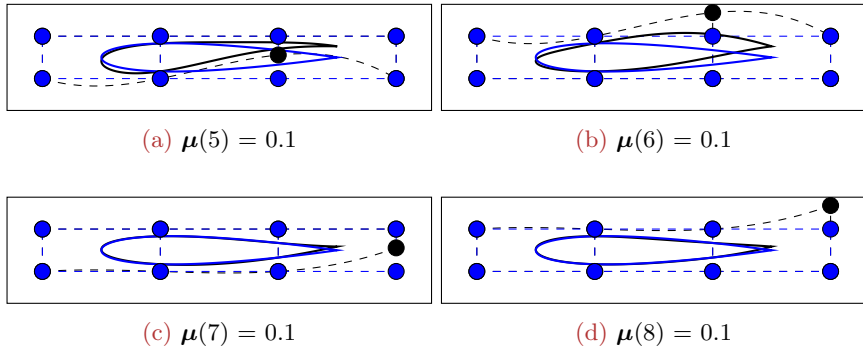 (a) μ(5) = 0.1
(b) μ(6) = 0.1
(c) μ(7) = 0.1
(d) μ(8) = 0.1